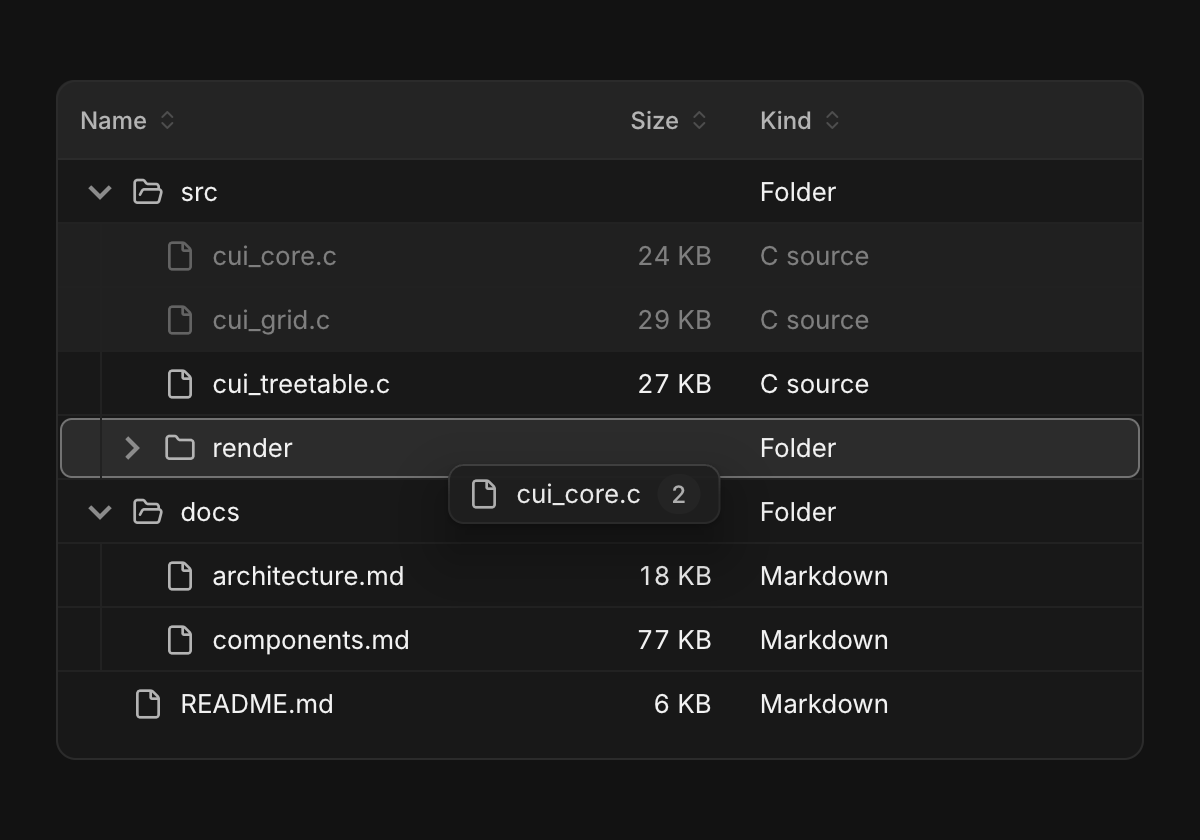 Name Size Kind
src Folder
cui_core.c 24 KB C source
cui_grid.c 29 KB C source
cui_treetable.c 27 KB C source
render Folder
cui_core.c 2
docs Folder
architecture.md 18 KB Markdown
components.md 77 KB Markdown
README.md 6 KB Markdown